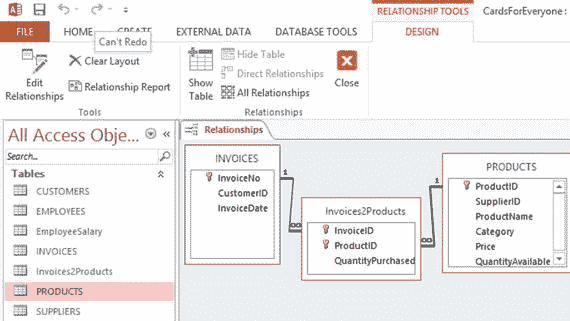 RELATIONSHIP TOOLS CardsForEveryone :
FILE HOME CREATE EXTERNAL DATA DATABASE TOOLS DESIGN
Can't Redo
Edit Relationships
Clear Layout
Relationship Report
Tools
Show Table
Hide Table
Direct Relationships
All Relationships
Close
Relationships
All Access Obje...
Search...
Tables
CUSTOMERS
EMPLOYEES
EmployeeSalary
INVOICES
Invoices2Products
PRODUCTS
SUPPLIERS
Relationships
INVOICES
InvoiceNo
CustomerID
InvoiceDate
1
∞
Invoices2Products
InvoiceID
ProductID
QuantityPurchased
1
∞
PRODUCTS
ProductID
SupplierID
ProductName
Category
Price
QuantityAvailable